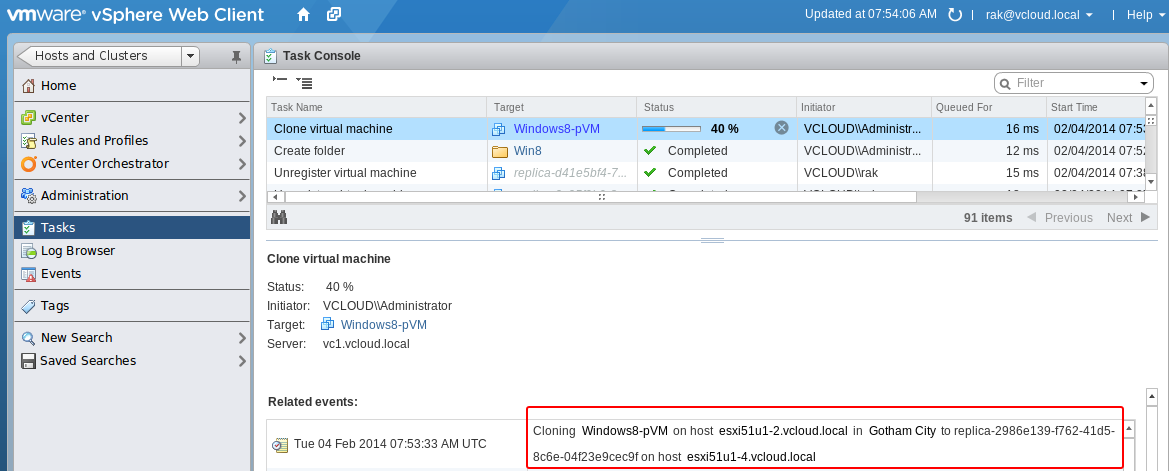 vmware® vSphere Web Client
Updated at 07:54:06 AM
rak@vcloud.local
Help
Hosts and Clusters
Home
vCenter
Rules and Profiles
vCenter Orchestrator
Administration
Tasks
Log Browser
Events
Tags
New Search
Saved Searches
Task Console
Filter
Task Name Target Status Initiator Queued For Start Time
Clone virtual machine Windows8-pVM 40 % VCLOUD\\Administr... 16 ms 02/04/2014 07:53
Create folder Win8 Completed VCLOUD\\Administr... 12 ms 02/04/2014 07:52
Unregister virtual machine replica-d41e5bf4-7... Completed VCLOUD\\rak 15 ms 02/04/2014 07:38
91 items Previous Next
Clone virtual machine
Status: 40 %
Initiator: VCLOUD\\Administrator
Target: Windows8-pVM
Server: vc1.vcloud.local
Related events:
Tue 04 Feb 2014 07:53:33 AM UTC
Cloning Windows8-pVM on host esxi51u1-2.vcloud.local in Gotham City to replica-2986e139-f762-41d5-
8c6e-04f23e9cec9f on host esxi51u1-4.vcloud.local